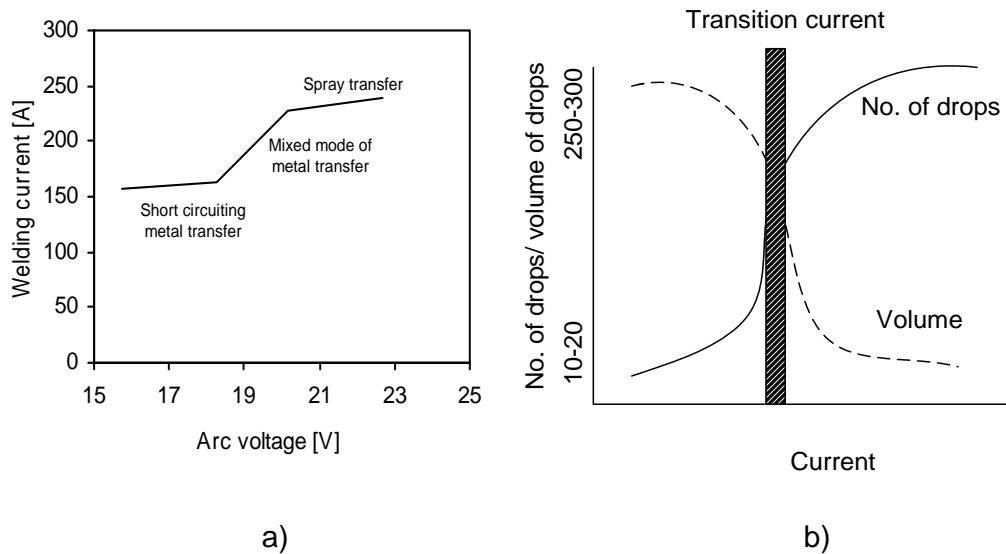 300
250
200
150
100
50
0
Welding current [A]
Spray transfer
Mixed mode of
metal transfer
Short circuiting
metal transfer
15 17 19 21 23 25
Arc voltage [V]
a)
Transition current
No. of drops/ volume of drops
10-20 250-300
No. of drops
Volume
Current
b)